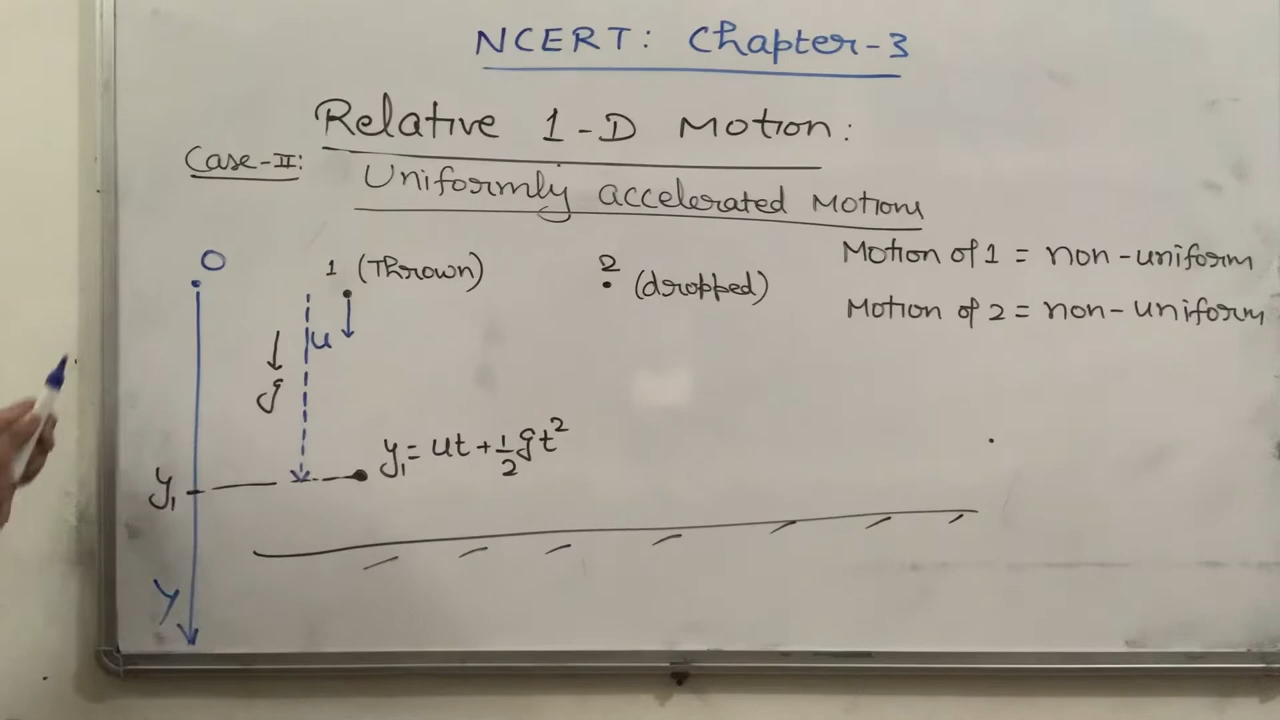 NCERT: Chapter-3
Relative 1-D Motion:
Case-II:
Uniformly accelerated Motions
O
1 (Thrown)
2 (dropped)
Motion of 1 = non-uniform
Motion of 2 = non-uniform
u
g
y₁ = ut + 1/2 gt²
y₁
Y